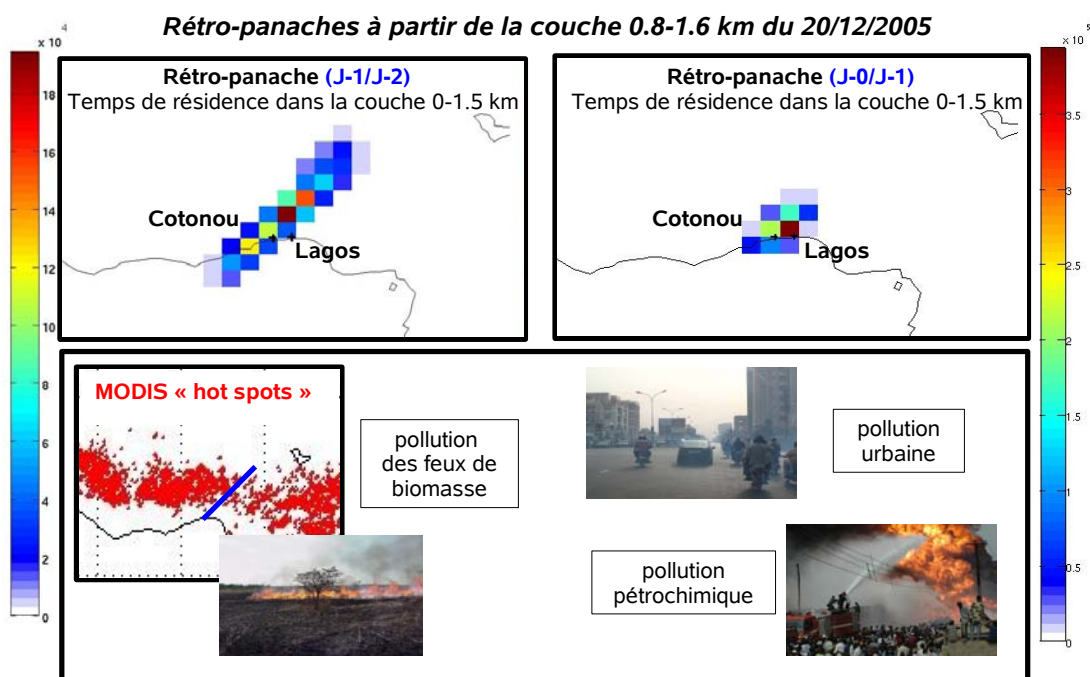 Rétro-panaches à partir de la couche 0.8-1.6 km du 20/12/2005
x 10⁴
18
16
14
12
10
8
6
4
2
0
Rétro-panache (J-1/J-2)
Temps de résidence dans la couche 0-1.5 km
Cotonou
Lagos
Rétro-panache (J-0/J-1)
Temps de résidence dans la couche 0-1.5 km
Cotonou
Lagos
x 10⁵
3.5
3
2.5
2
1.5
1
0.5
0
MODIS « hot spots »
pollution
des feux de
biomasse
pollution
urbaine
pollution
pétrochimique